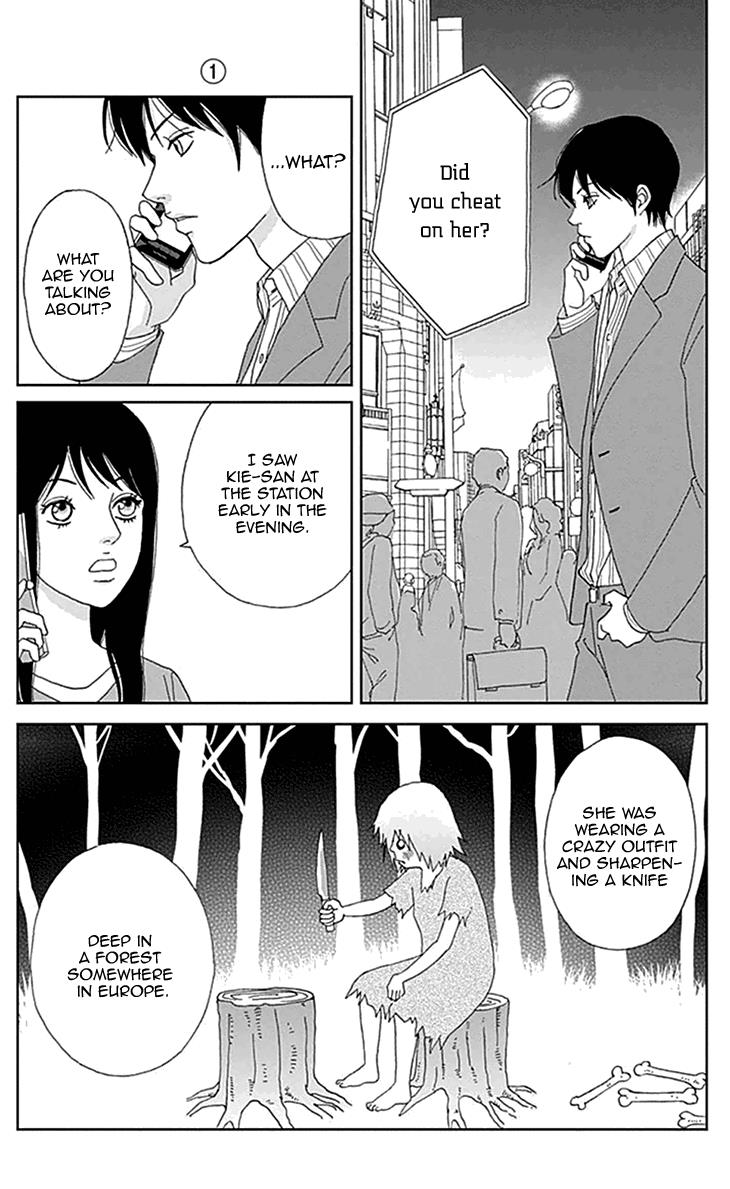 Did
you cheat
on her?
①
...WHAT?
WHAT
ARE YOU
TALKING
ABOUT?
I SAW
KIE-SAN AT
THE STATION
EARLY IN THE
EVENING.
SHE WAS
WEARING A
CRAZY OUTFIT
AND SHARPEN-
ING A KNIFE
DEEP IN
A FOREST
SOMEWHERE
IN EUROPE.